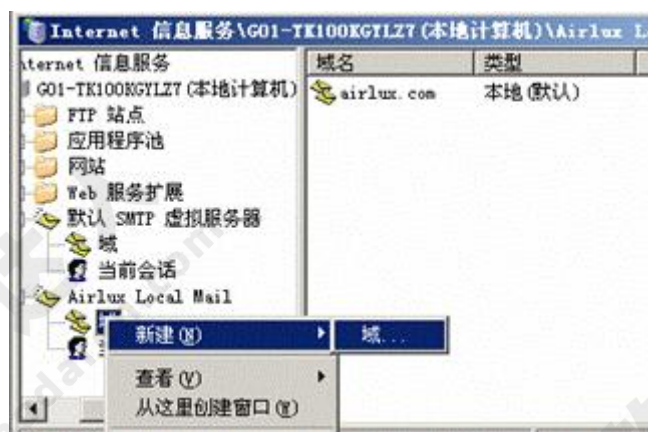 Internet 信息服务\G01-TK100KGYLZ7(本地计算机)\Airlux L
ternet 信息服务
G01-TK100KGYLZ7(本地计算机)
FTP 站点
应用程序池
网站
Web 服务扩展
默认 SMTP 虚拟服务器
域
当前会话
Airlux Local Mail
域名
类型
airlux.com
本地(默认)
新建(N)
域...
查看(V)
从这里创建窗口(W)